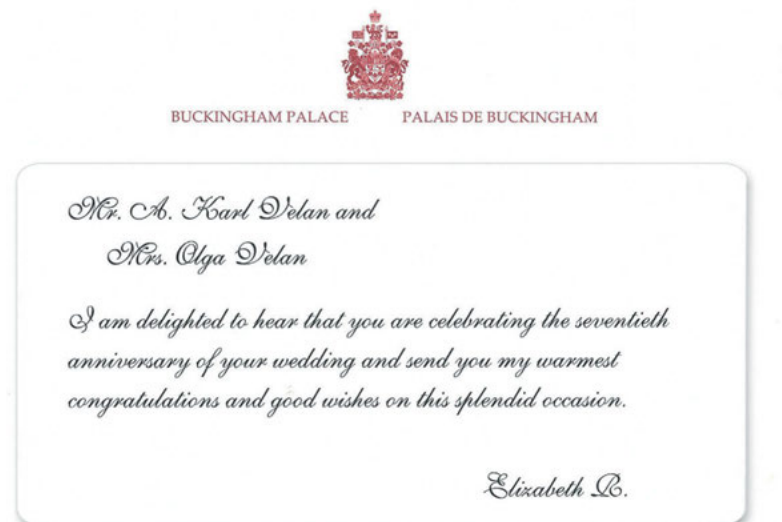 BUCKINGHAM PALACE PALAIS DE BUCKINGHAM
Mr. A. Karl Velan and
Mrs. Olga Velan
I am delighted to hear that you are celebrating the seventieth
anniversary of your wedding and send you my warmest
congratulations and good wishes on this splendid occasion.
Elizabeth R.